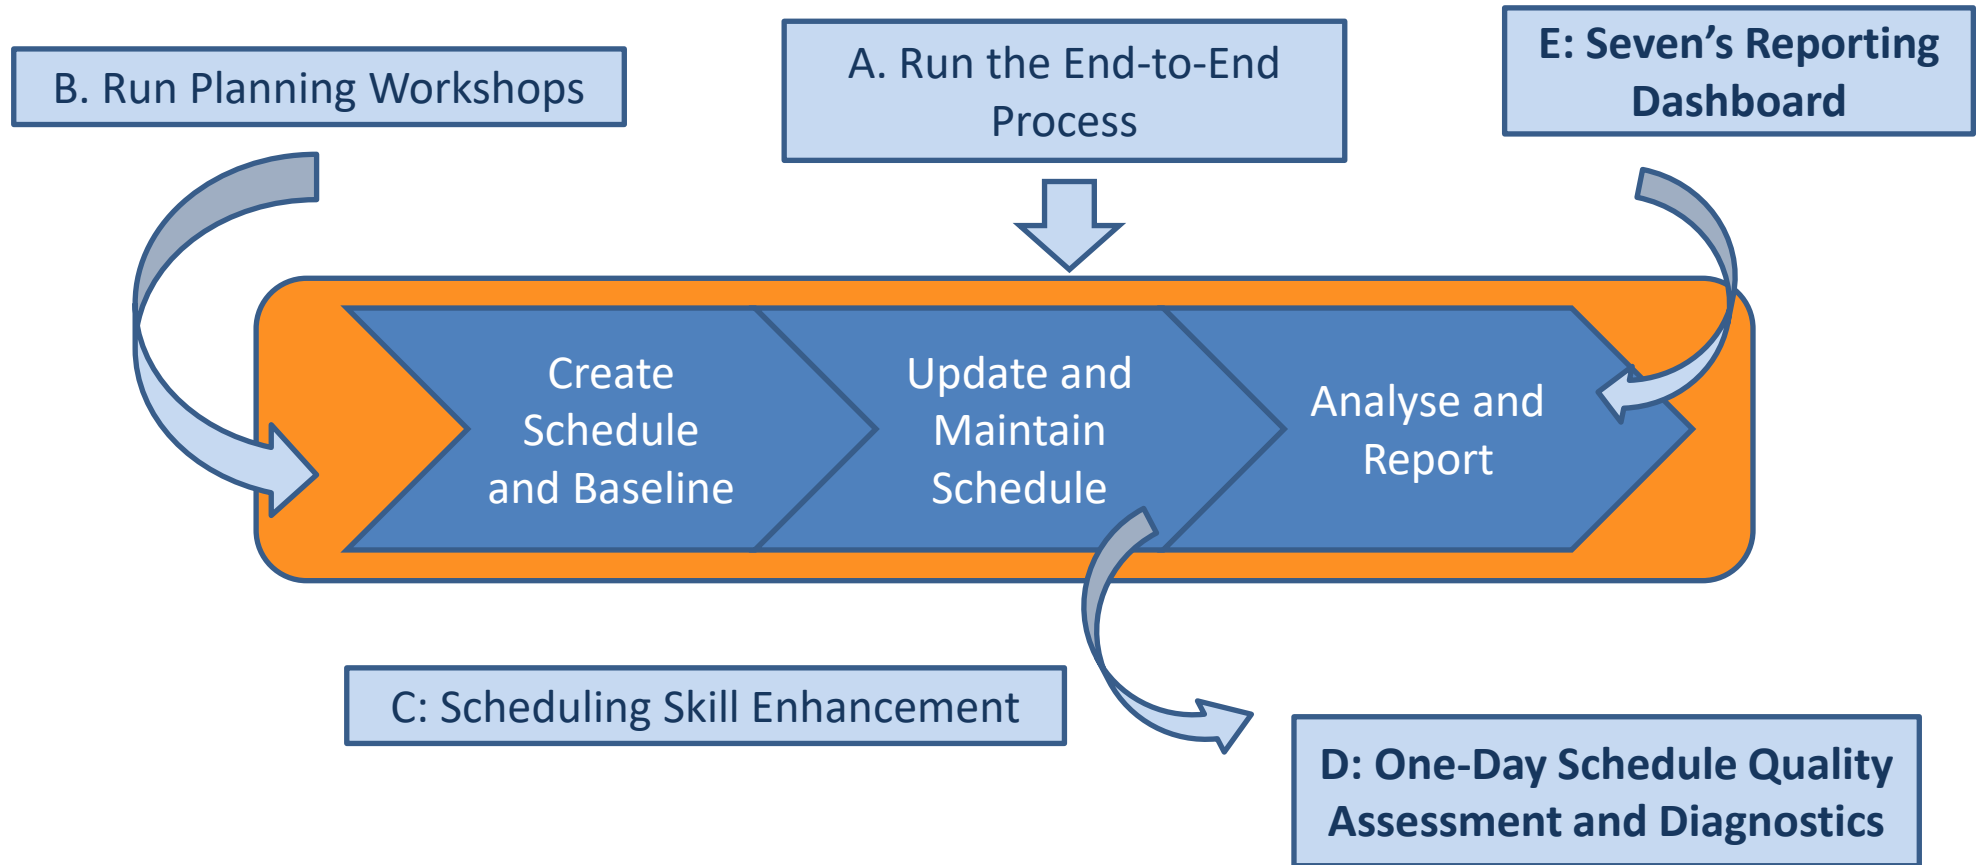 B. Run Planning Workshops
A. Run the End-to-End
Process
E: Seven’s Reporting
Dashboard
Create
Schedule
and Baseline
Update and
Maintain
Schedule
Analyse and
Report
C: Scheduling Skill Enhancement
D: One-Day Schedule Quality
Assessment and Diagnostics